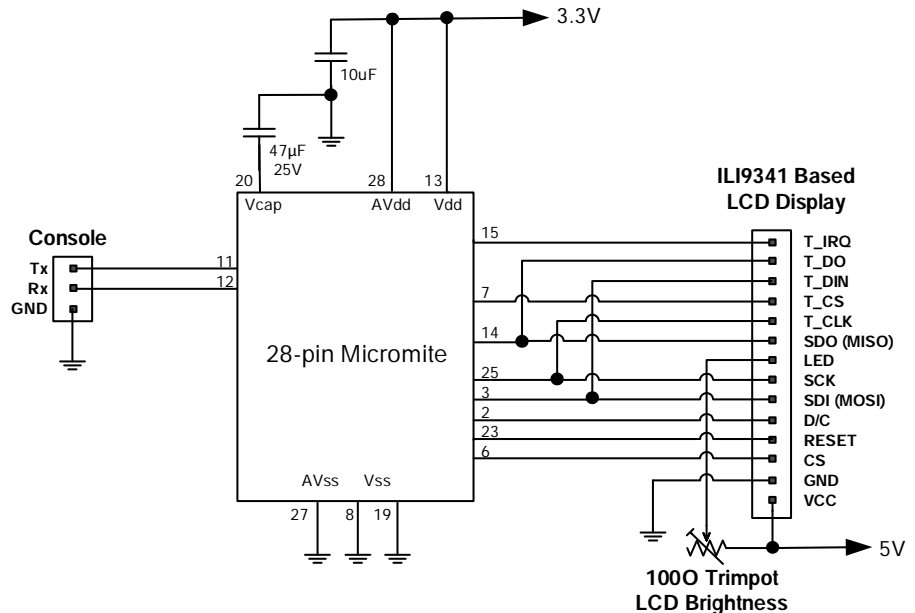 3.3V
10uF
47µF
25V
20
28
13
Vcap
AVdd
Vdd
ILI9341 Based
LCD Display
Console
Tx
Rx
GND
11
12
28-pin Micromite
15
7
14
25
3
2
23
6
T_IRQ
T_DO
T_DIN
T_CS
T_CLK
SDO (MISO)
LED
SCK
SDI (MOSI)
D/C
RESET
CS
GND
VCC
AVss
Vss
27
8
19
5V
100O Trimpot
LCD Brightness